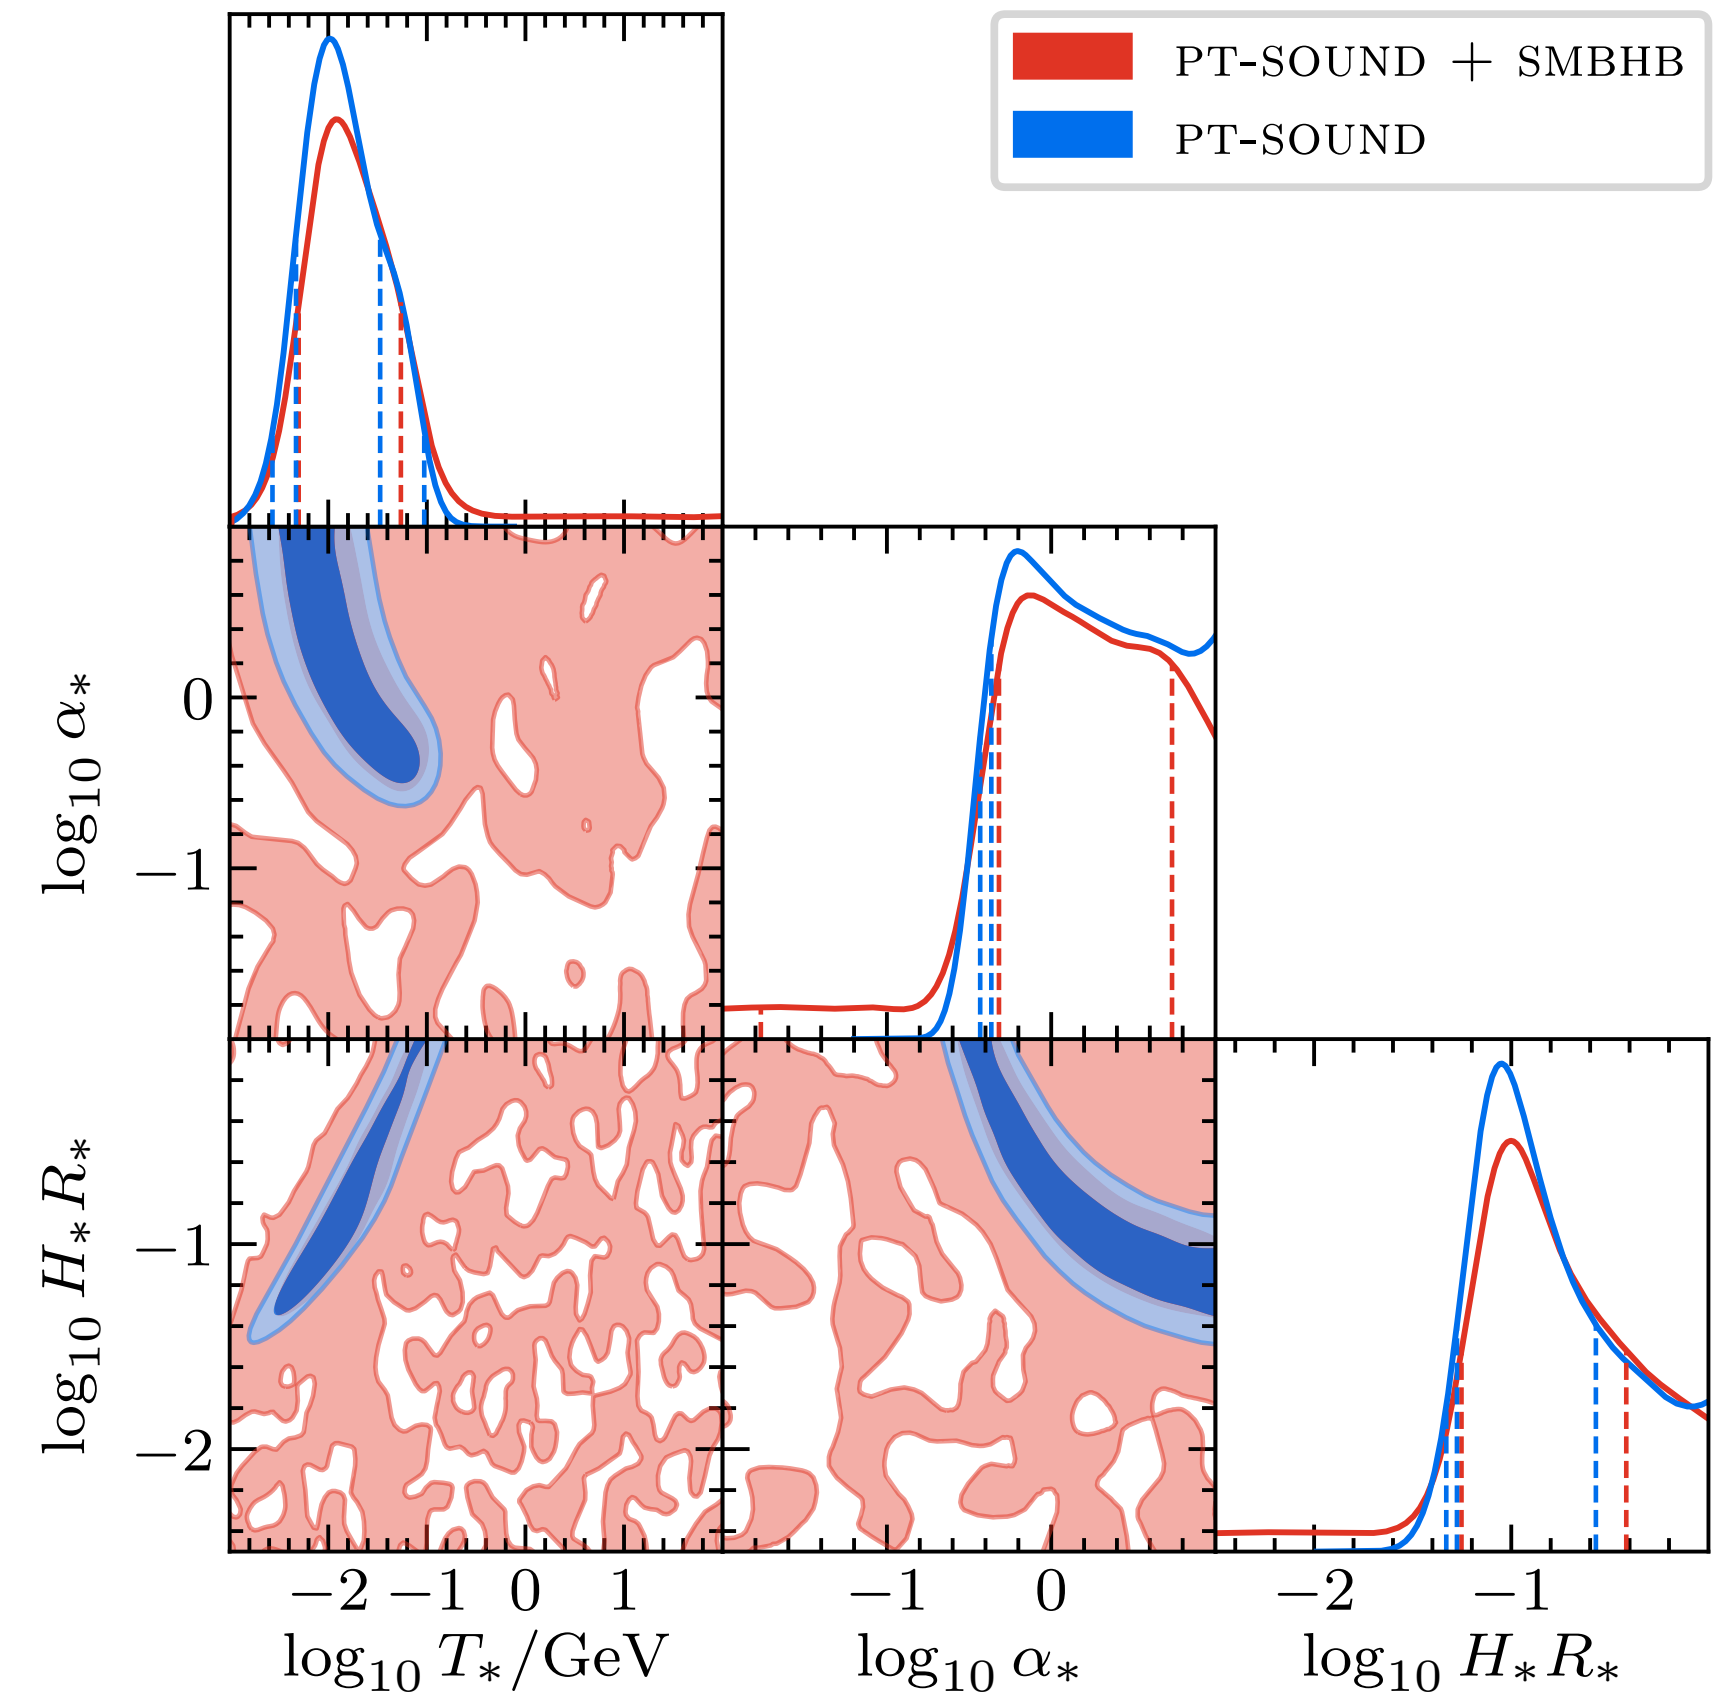 PT-SOUND + SMBHB
PT-SOUND
log₁₀ α∗
0
−1
log₁₀ H∗R∗
−1
−2
−2 −1 0 1
−1 0
−2 −1
log₁₀ T∗/GeV
log₁₀ α∗
log₁₀ H∗R∗